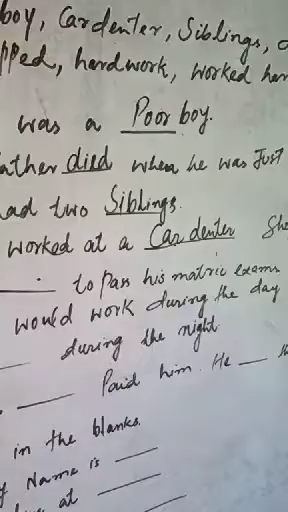 boy, Cardenter, Siblings,
pped, hardwork, worked har
was a Poor boy.
ather died when he was Just
ad two Siblings.
worked at a Cardenter She
to pass his matric exams
would work during the day
during the night
Paid him. He
in the blanks.
Name is
at